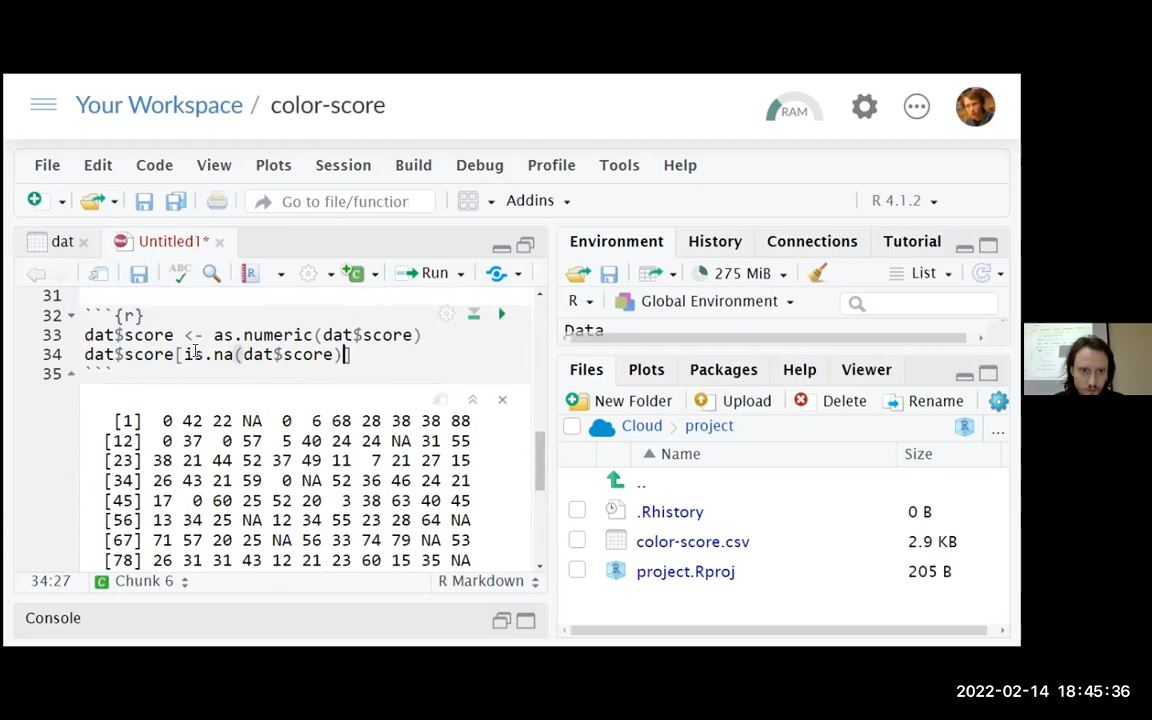 Your Workspace / color-score
RAM
File Edit Code View Plots Session Build Debug Profile Tools Help
Go to file/function
Addins
R 4.1.2
dat
Untitled1*
ABC
Run
31
32 ```{r}
33 dat$score <- as.numeric(dat$score)
34 dat$score[is.na(dat$score)]
35 ```
[1] 0 42 22 NA 0 6 68 28 38 38 88
[12] 0 37 0 57 5 40 24 24 NA 31 55
[23] 38 21 44 52 37 49 11 7 21 27 15
[34] 26 43 21 59 0 NA 52 36 46 24 21
[45] 17 0 60 25 52 20 3 38 63 40 45
[56] 13 34 25 NA 12 34 55 23 28 64 NA
[67] 71 57 20 25 NA 56 33 74 79 NA 53
[78] 26 31 31 43 12 21 23 60 15 35 NA
34:27 C Chunk 6 R Markdown
Console
Environment History Connections Tutorial
275 MiB
List
R Global Environment
Data
Files Plots Packages Help Viewer
New Folder Upload Delete Rename
Cloud project
Name Size
..
.Rhistory 0 B
color-score.csv 2.9 KB
project.Rproj 205 B
2022-02-14 18:45:36